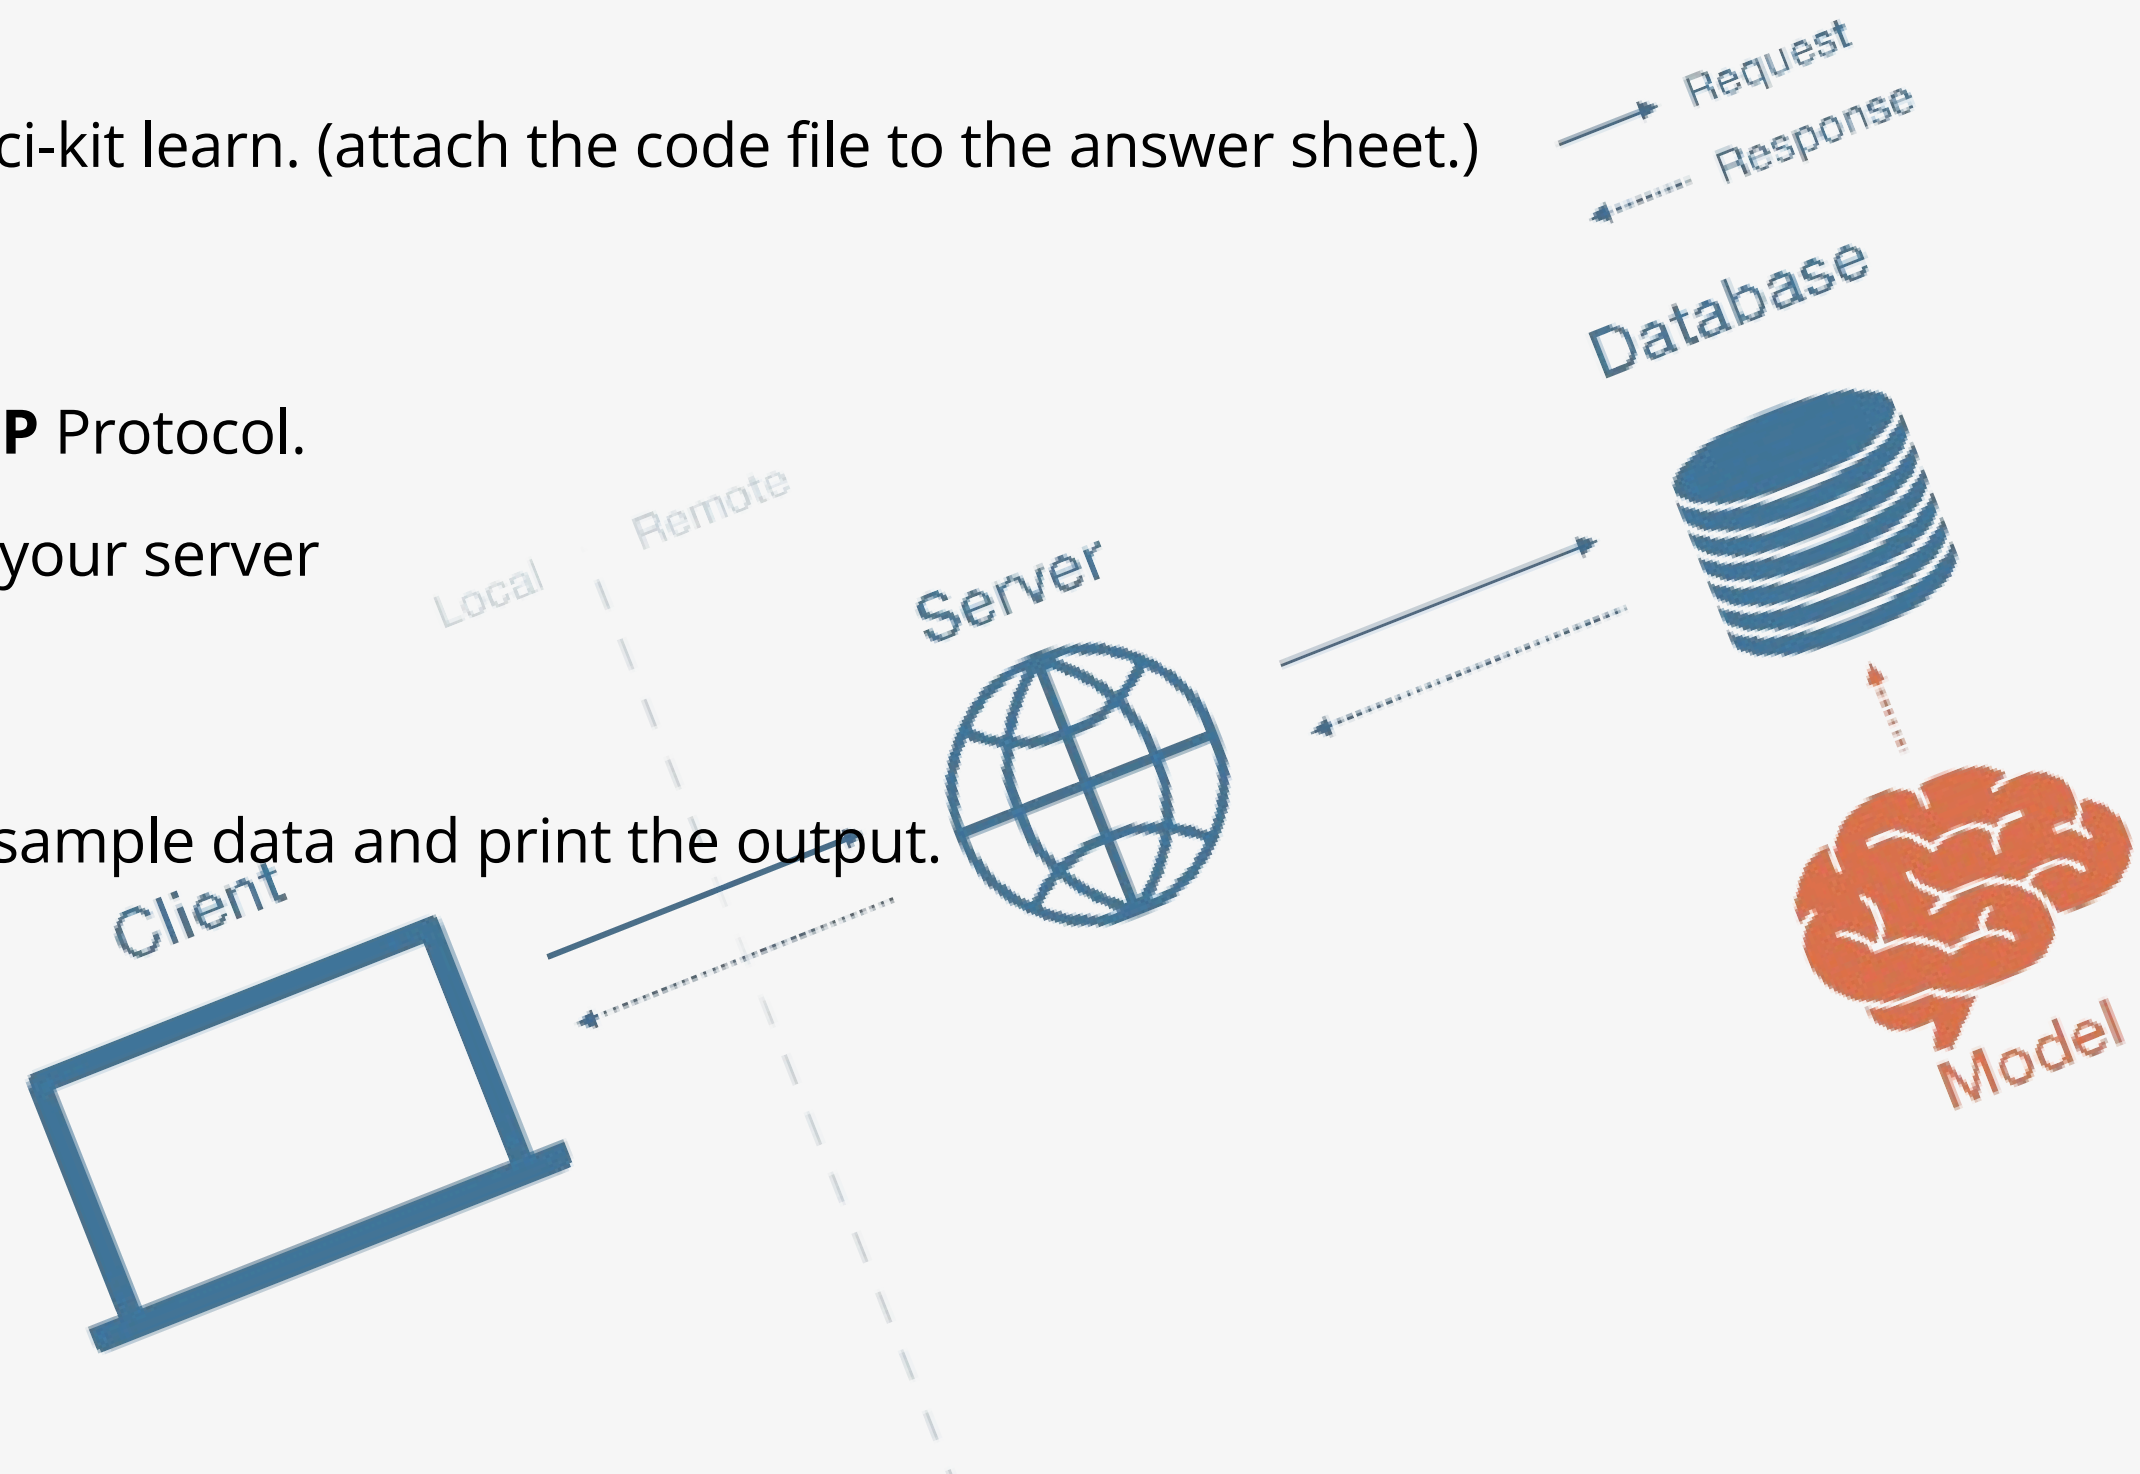 Request
ci-kit learn. (attach the code file to the answer sheet.)
Response
Database
P Protocol.
Remote
your server
Local
Server
sample data and print the output.
Client
Model